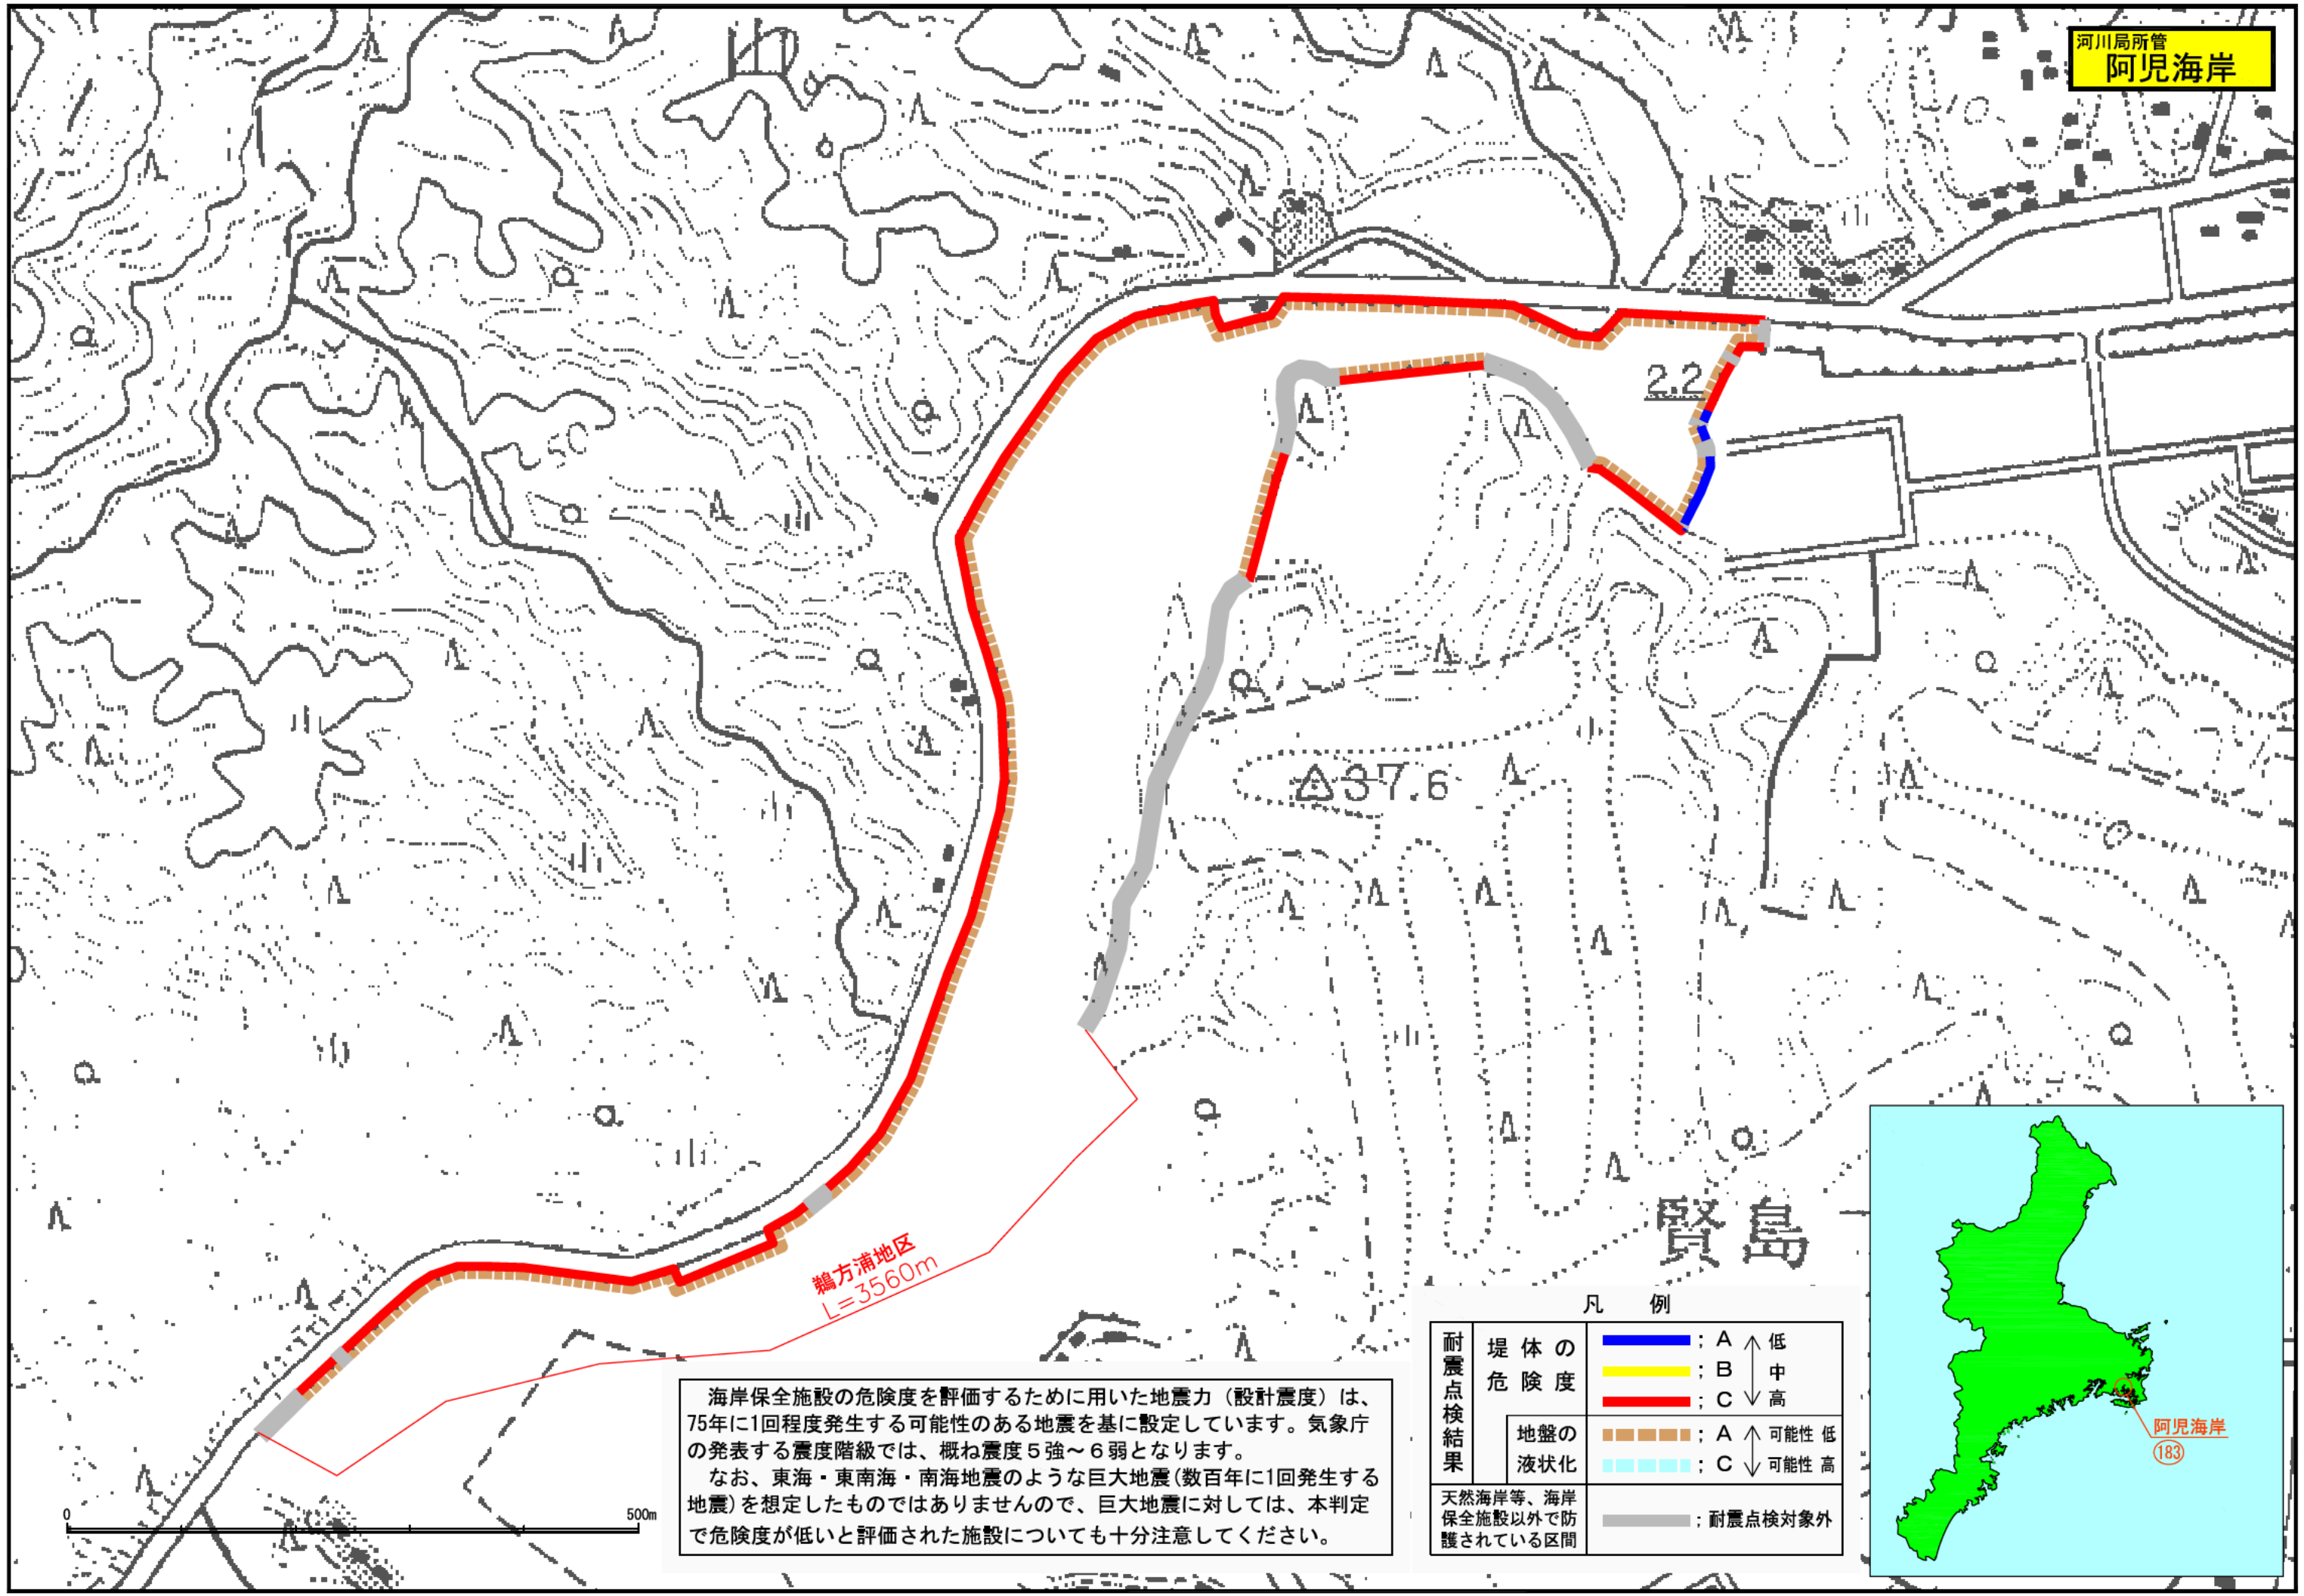 河川局所管
阿児海岸
2.2
40
10
37.6
賢島
鵜方浦地区
L=3560m
0
500m
海岸保全施設の危険度を評価するために用いた地震力（設計震度）は、
75年に1回程度発生する可能性のある地震を基に設定しています。気象庁
の発表する震度階級では、概ね震度５強～６弱となります。
なお、東海・東南海・南海地震のような巨大地震(数百年に1回発生する
地震)を想定したものではありませんので、巨大地震に対しては、本判定
で危険度が低いと評価された施設についても十分注意してください。
凡 例
耐震点検結果
堤体の
危険度
；A 低
；B 中
；C 高
地盤の
液状化
；A 可能性 低
；C 可能性 高
天然海岸等、海岸
保全施設以外で防
護されている区間
；耐震点検対象外
阿児海岸
183